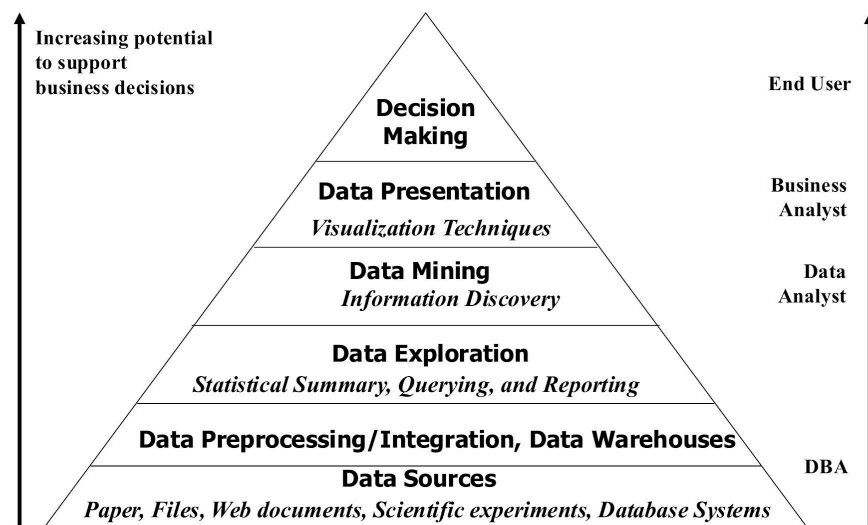 Increasing potential
to support
business decisions
End User
Decision
Making
Data Presentation
Visualization Techniques
Business
Analyst
Data Mining
Information Discovery
Data
Analyst
Data Exploration
Statistical Summary, Querying, and Reporting
Data Preprocessing/Integration, Data Warehouses
DBA
Data Sources
Paper, Files, Web documents, Scientific experiments, Database Systems